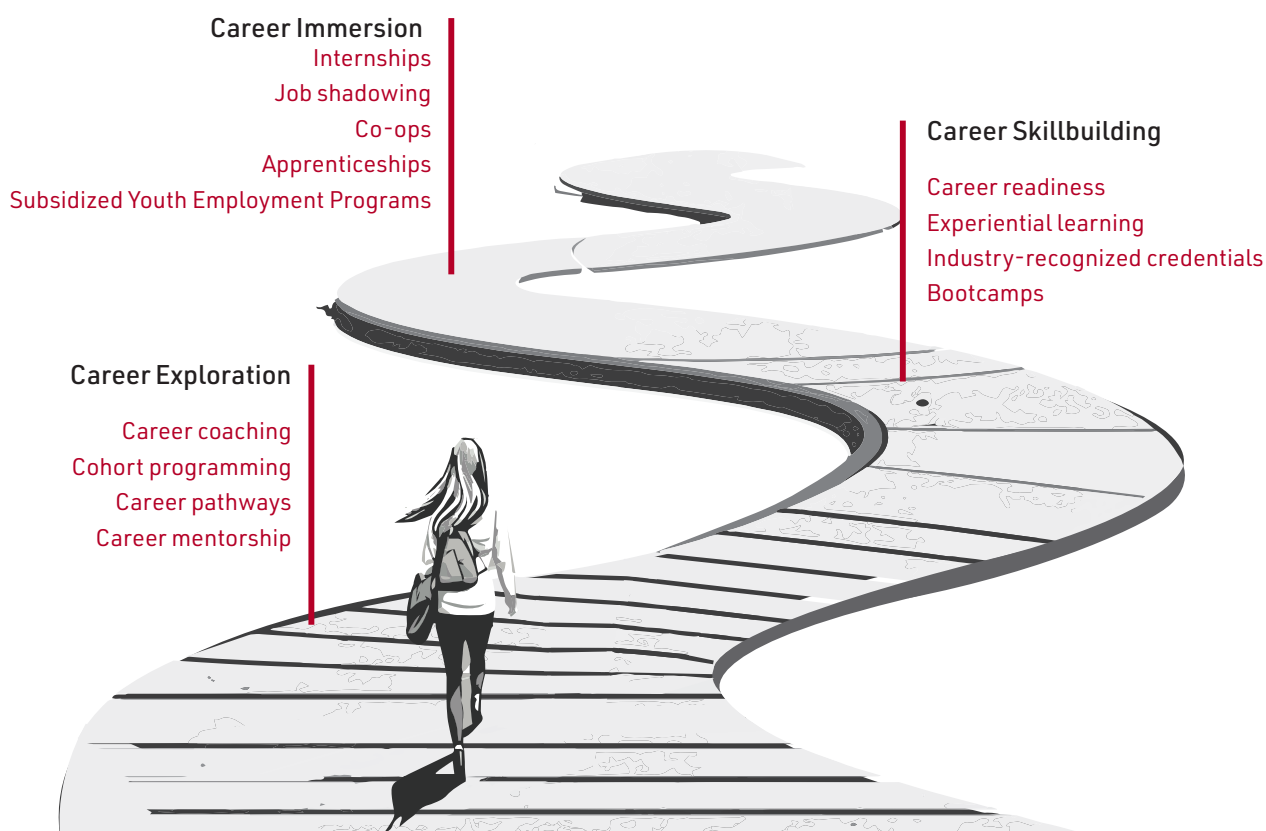 Career Immersion
Internships
Job shadowing
Co-ops
Apprenticeships
Subsidized Youth Employment Programs
Career Skillbuilding
Career readiness
Experiential learning
Industry-recognized credentials
Bootcamps
Career Exploration
Career coaching
Cohort programming
Career pathways
Career mentorship